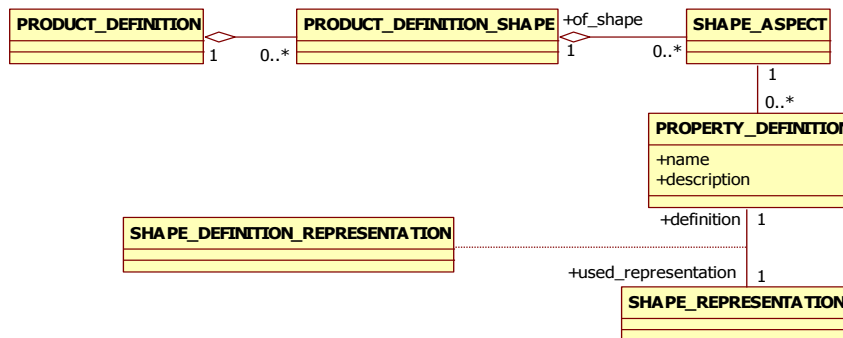 PRODUCT_DEFINITION
PRODUCT_DEFINITION_SHAPE
+of_shape
SHAPE_ASPECT
1
0..*
1
0..*
1
0..*
PROPERTY_DEFINITION
+name
+description
+definition
1
SHAPE_DEFINITION_REPRESENTATION
+used_representation
1
SHAPE_REPRESENTATION